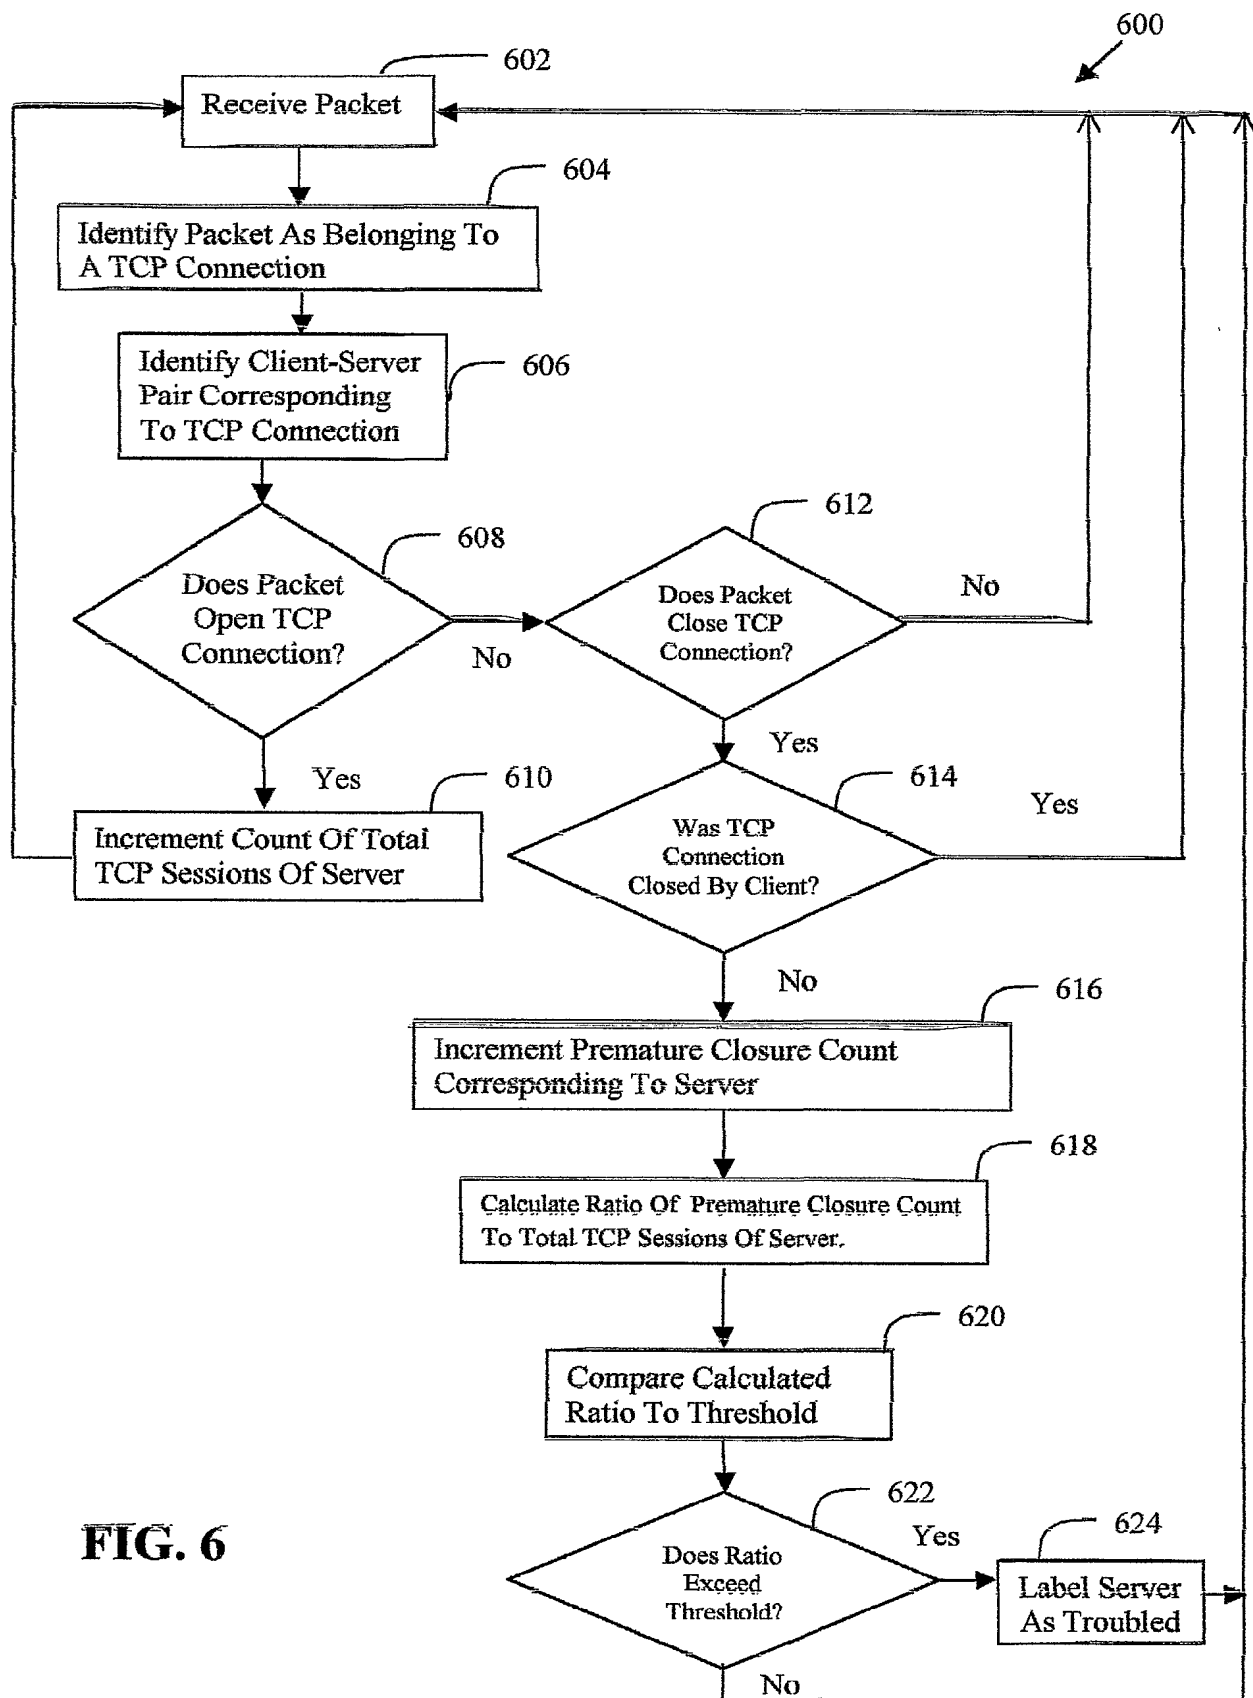 600
602
Receive Packet
604
Identify Packet As Belonging To
A TCP Connection
606
Identify Client-Server
Pair Corresponding
To TCP Connection
608
Does Packet
Open TCP
Connection?
No
Yes
610
Increment Count Of Total
TCP Sessions Of Server
612
Does Packet
Close TCP
Connection?
No
Yes
614
Was TCP
Connection
Closed By Client?
Yes
No
616
Increment Premature Closure Count
Corresponding To Server
618
Calculate Ratio Of Premature Closure Count
To Total TCP Sessions Of Server.
620
Compare Calculated
Ratio To Threshold
622
Does Ratio
Exceed
Threshold?
Yes
624
Label Server
As Troubled
No
FIG. 6